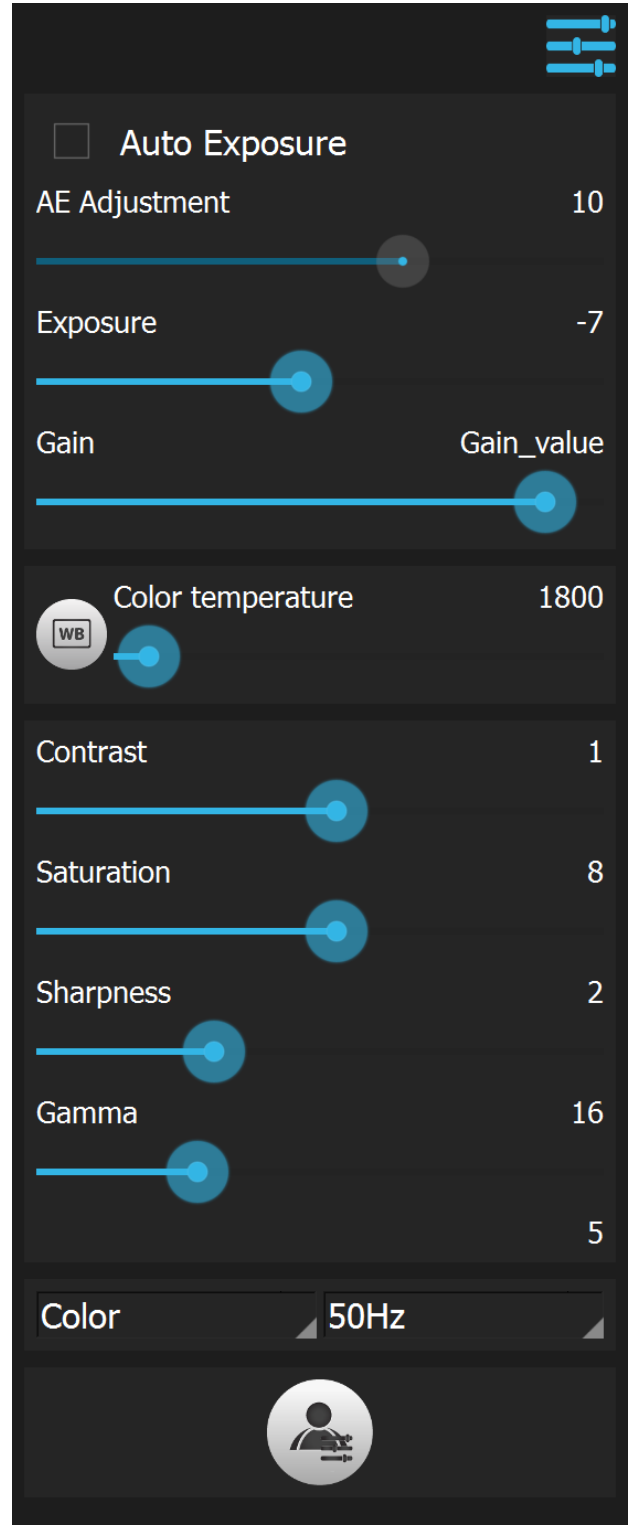 Auto Exposure
AE Adjustment 10
Exposure -7
Gain Gain_value
Color temperature 1800
WB
Contrast 1
Saturation 8
Sharpness 2
Gamma 16
5
Color 50Hz